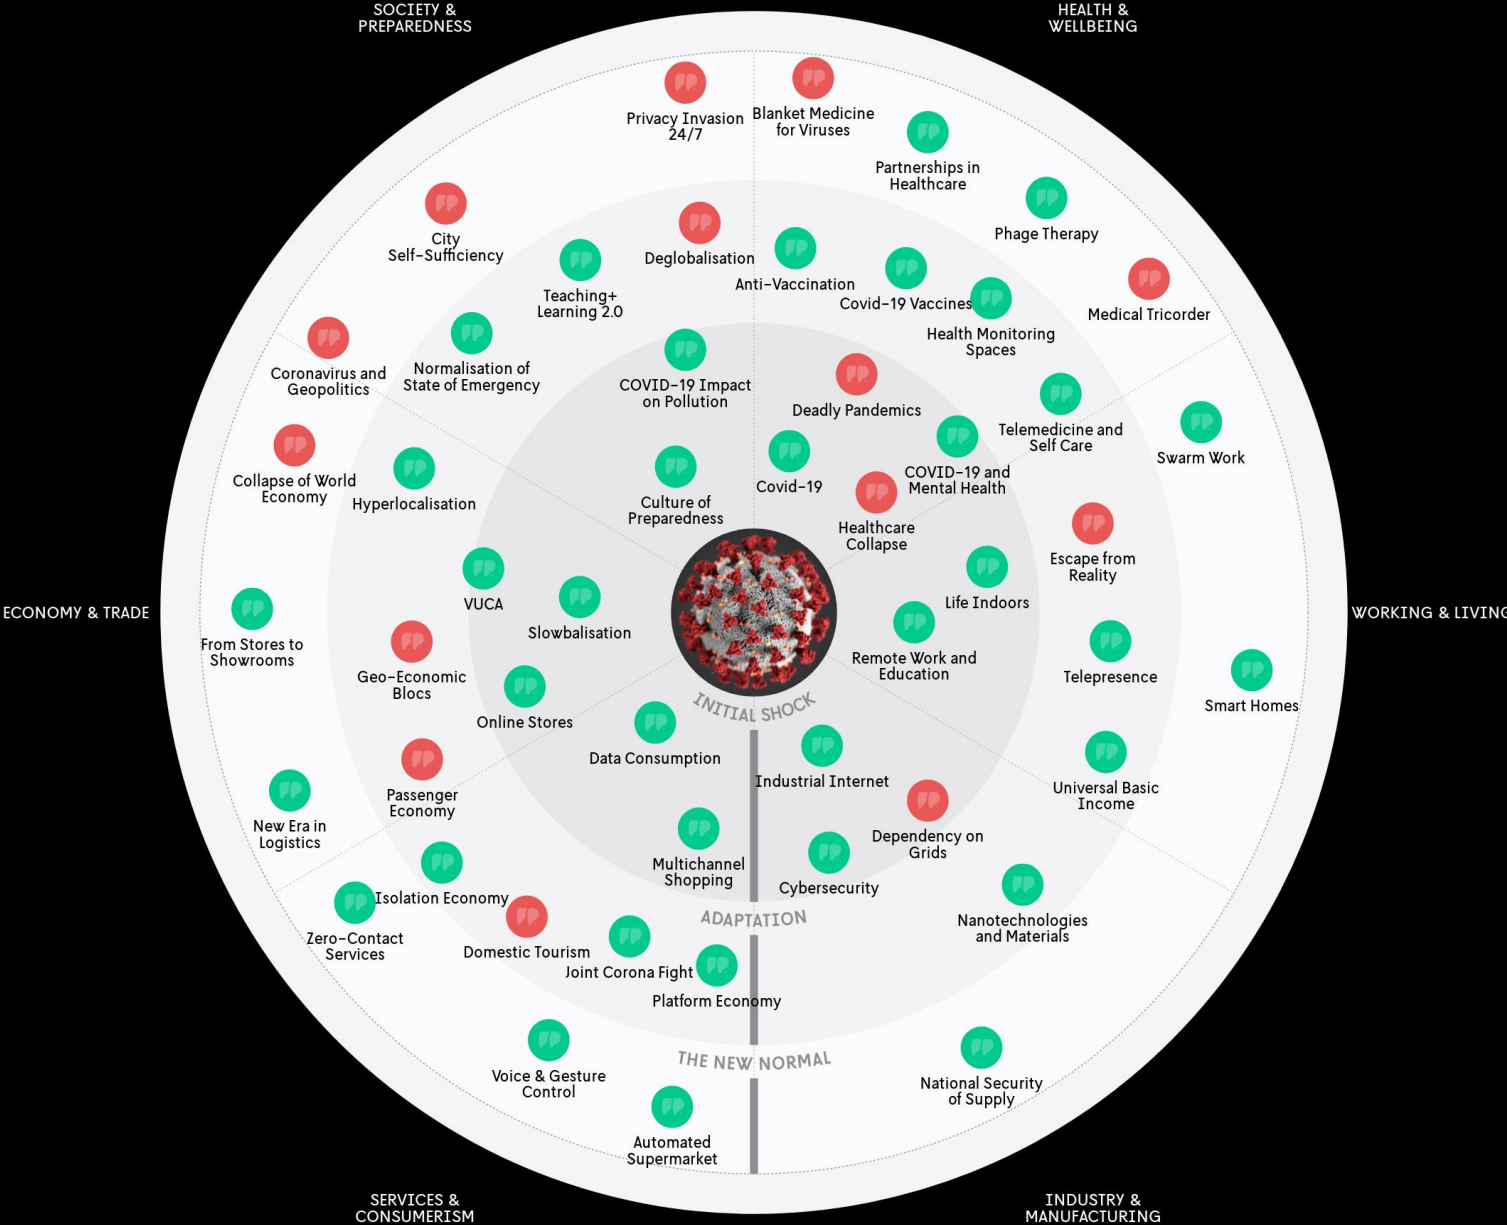 SOCIETY &
PREPAREDNESS
HEALTH &
WELLBEING
Privacy Invasion
24/7
Blanket Medicine
for Viruses
Partnerships in
Healthcare
Phage Therapy
City
Self-Sufficiency
Deglobalisation
Teaching+
Learning 2.0
Anti-Vaccination
Covid-19 Vaccines
Health Monitoring
Spaces
Medical Tricorder
Coronavirus and
Geopolitics
Normalisation of
State of Emergency
COVID-19 Impact
on Pollution
Deadly Pandemics
Telemedicine and
Self Care
Swarm Work
Collapse of World
Economy
Hyperlocalisation
Culture of
Preparedness
Covid-19
COVID-19 and
Mental Health
Healthcare
Collapse
Escape from
Reality
VUCA
Slowbalisation
Life Indoors
ECONOMY & TRADE
WORKING & LIVING
From Stores to
Showrooms
Geo-Economic
Blocs
Remote Work and
Education
Telepresence
Smart Homes
Online Stores
INITIAL SHOCK
Data Consumption
Industrial Internet
Universal Basic
Income
Passenger
Economy
New Era in
Logistics
Dependency on
Grids
Multichannel
Shopping
Cybersecurity
Isolation Economy
ADAPTATION
Nanotechnologies
and Materials
Zero-Contact
Services
Domestic Tourism
Joint Corona Fight
Platform Economy
THE NEW NORMAL
Voice & Gesture
Control
National Security
of Supply
Automated
Supermarket
SERVICES &
CONSUMERISM
INDUSTRY &
MANUFACTURING